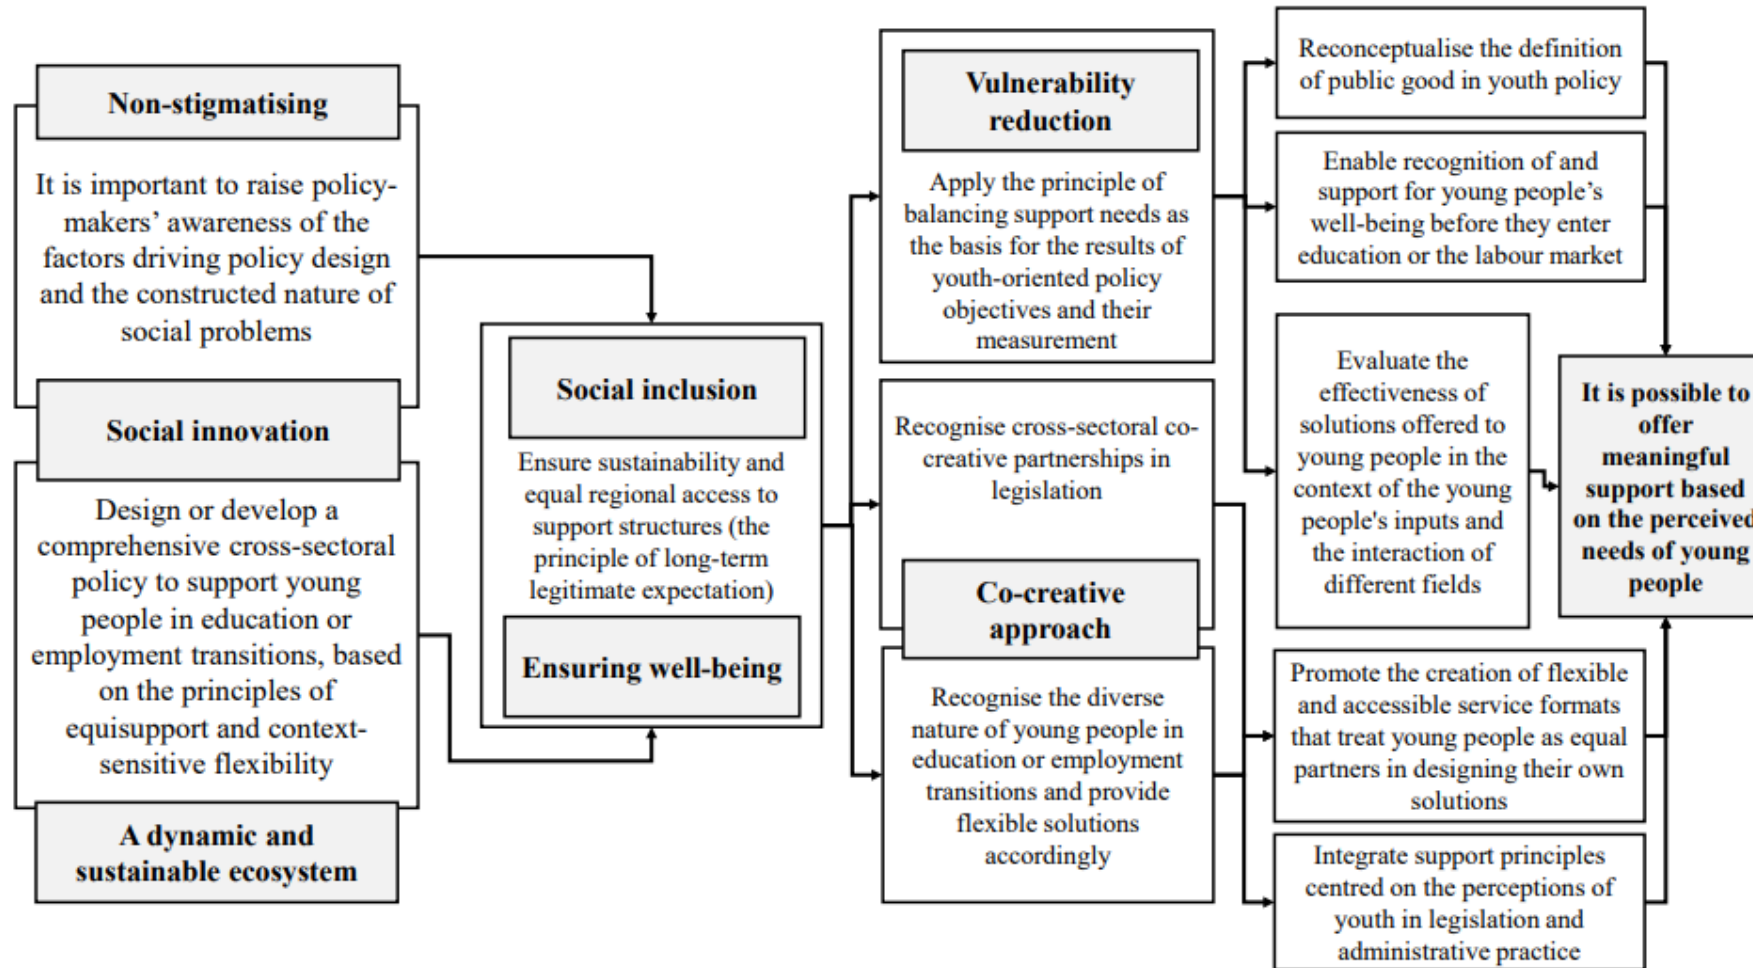 Non-stigmatising
It is important to raise policy-
makers’ awareness of the
factors driving policy design
and the constructed nature of
social problems
Social innovation
Design or develop a
comprehensive cross-sectoral
policy to support young
people in education or
employment transitions, based
on the principles of
equisupport and context-
sensitive flexibility
A dynamic and
sustainable ecosystem
Social inclusion
Ensure sustainability and
equal regional access to
support structures (the
principle of long-term
legitimate expectation)
Ensuring well-being
Vulnerability
reduction
Apply the principle of
balancing support needs as
the basis for the results of
youth-oriented policy
objectives and their
measurement
Recognise cross-sectoral co-
creative partnerships in
legislation
Co-creative
approach
Recognise the diverse
nature of young people in
education or employment
transitions and provide
flexible solutions
accordingly
Reconceptualise the definition
of public good in youth policy
Enable recognition of and
support for young people’s
well-being before they enter
education or the labour market
Evaluate the
effectiveness of
solutions offered to
young people in the
context of the young
people's inputs and
the interaction of
different fields
Promote the creation of flexible
and accessible service formats
that treat young people as equal
partners in designing their own
solutions
Integrate support principles
centred on the perceptions of
youth in legislation and
administrative practice
It is possible to
offer
meaningful
support based
on the perceived
needs of young
people